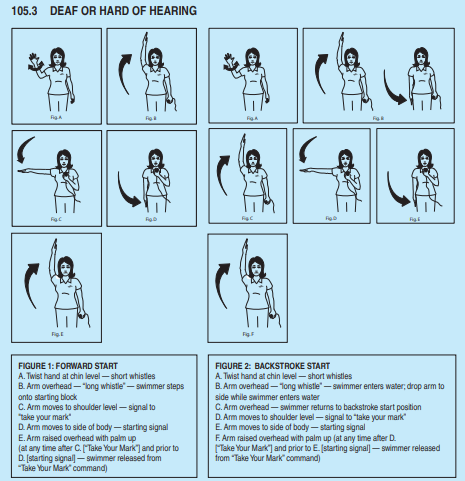 105.3 DEAF OR HARD OF HEARING
Fig.A
Fig.B
Fig.A
Fig.B
Fig.C
Fig.D
Fig.C
Fig.D
Fig.E
Fig.E
Fig.F
FIGURE 1: FORWARD START
A. Twist hand at chin level — short whistles
B. Arm overhead — “long whistle” — swimmer steps
onto starting block
C. Arm moves to shoulder level — signal to
“take your mark”
D. Arm moves to side of body — starting signal
E. Arm raised overhead with palm up
(at any time after C. [“Take Your Mark”] and prior to
D. [starting signal] — swimmer released from
“Take Your Mark” command)
FIGURE 2: BACKSTROKE START
A. Twist hand at chin level — short whistles
B. Arm overhead — “long whistle” — swimmer enters water; drop arm to
side while swimmer enters water
C. Arm overhead — swimmer returns to backstroke start position
D. Arm moves to shoulder level — signal to “take your mark”
E. Arm moves to side of body — starting signal
F. Arm raised overhead with palm up (at any time after D.
[“Take Your Mark”] and prior to E. [starting signal] — swimmer released
from “Take Your Mark” command)